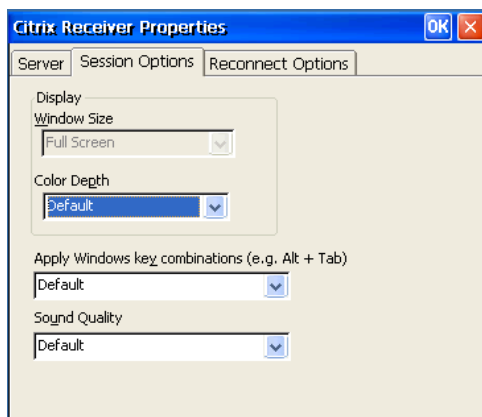 Citrix Receiver Properties OK
Server Session Options Reconnect Options
Display
Window Size
Full Screen
Color Depth
Default
Apply Windows key combinations (e.g. Alt + Tab)
Default
Sound Quality
Default